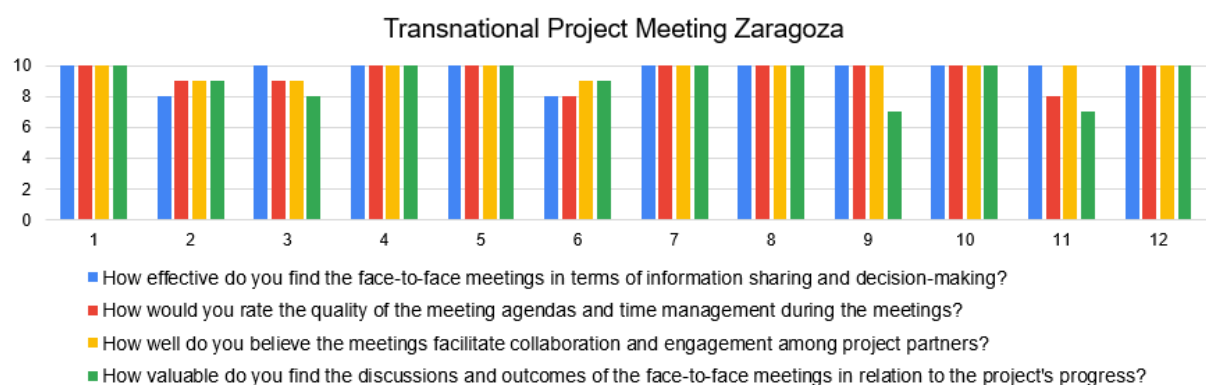 Transnational Project Meeting Zaragoza
10
8
6
4
2
0
1 2 3 4 5 6 7 8 9 10 11 12
How effective do you find the face-to-face meetings in terms of information sharing and decision-making?
How would you rate the quality of the meeting agendas and time management during the meetings?
How well do you believe the meetings facilitate collaboration and engagement among project partners?
How valuable do you find the discussions and outcomes of the face-to-face meetings in relation to the project's progress?